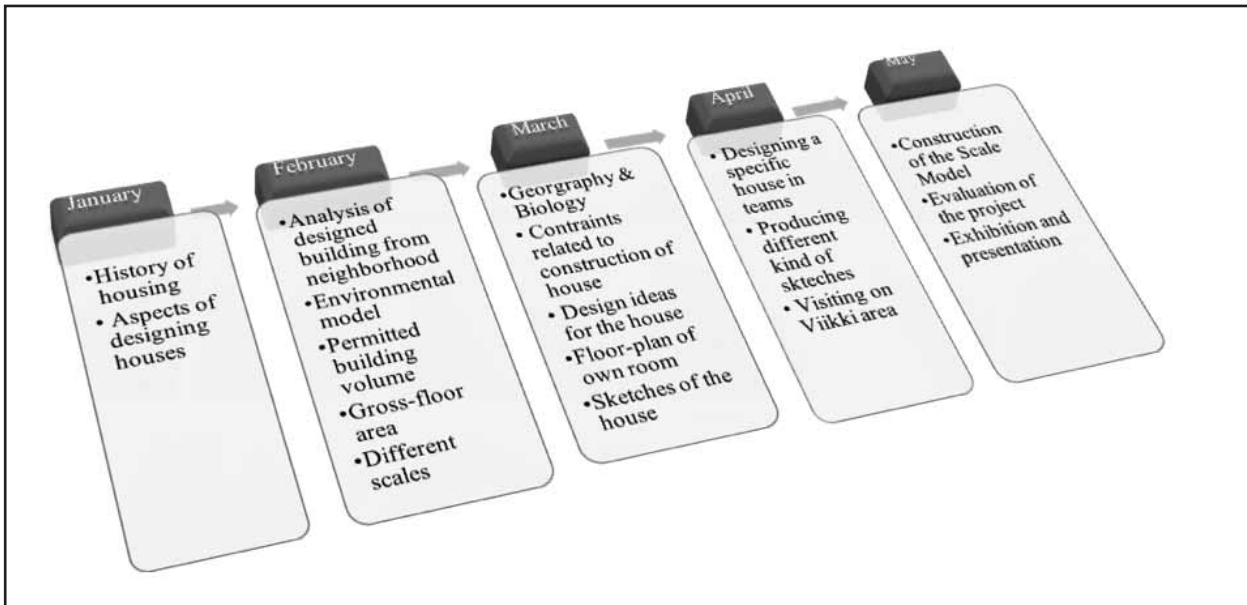 January
•History of
housing
• Aspects of
designing
houses
February
•Analysis of
designed
building from
neighborhood
•Environmental
model
•Permitted
building
volume
•Gross-floor
area
•Different
scales
March
•Georgraphy &
Biology
• Contraints
related to
construction of
house
• Design ideas
for the house
•Floor-plan of
own room
•Sketches of the
house
April
• Designing a
specific
house in
teams
• Producing
different
kind of
skteches
• Visiting on
Viikki area
May
•Construction
of the Scale
Model
•Evaluation of
the project
•Exhibition and
presentation